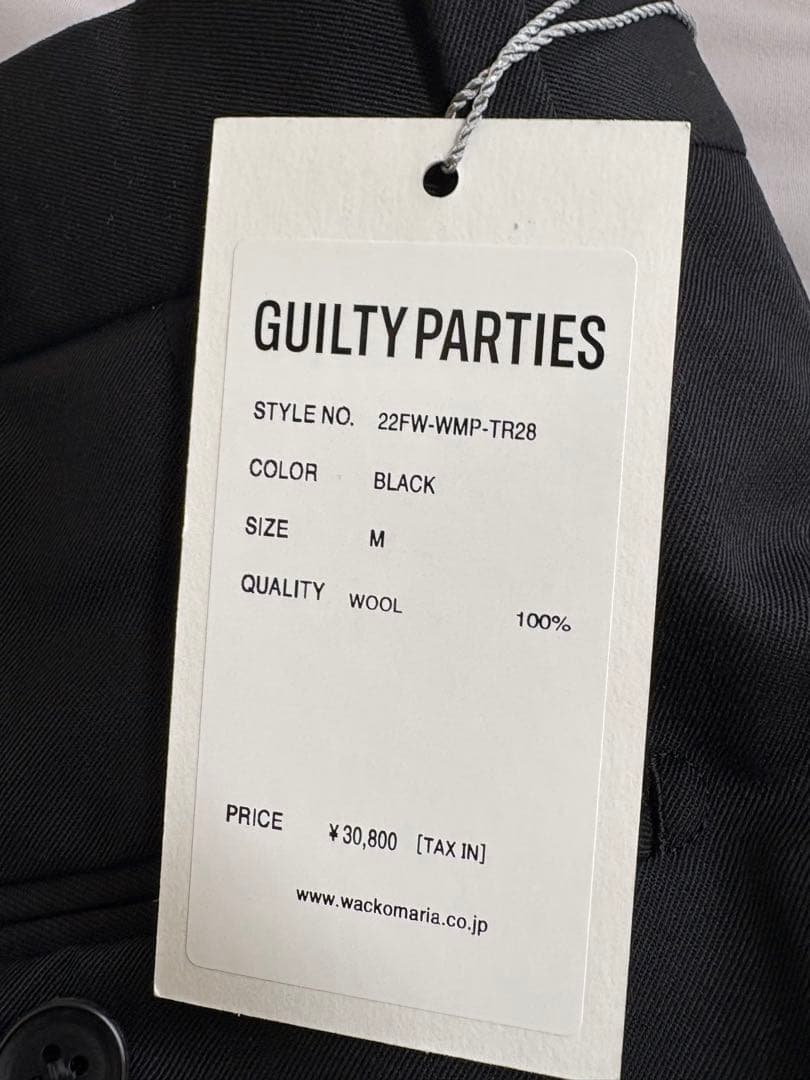 GUILTY PARTIES
STYLE NO. 22FW-WMP-TR28
COLOR BLACK
SIZE M
QUALITY WOOL 100%
PRICE ¥30,800 [TAX IN]
www.wackomaria.co.jp